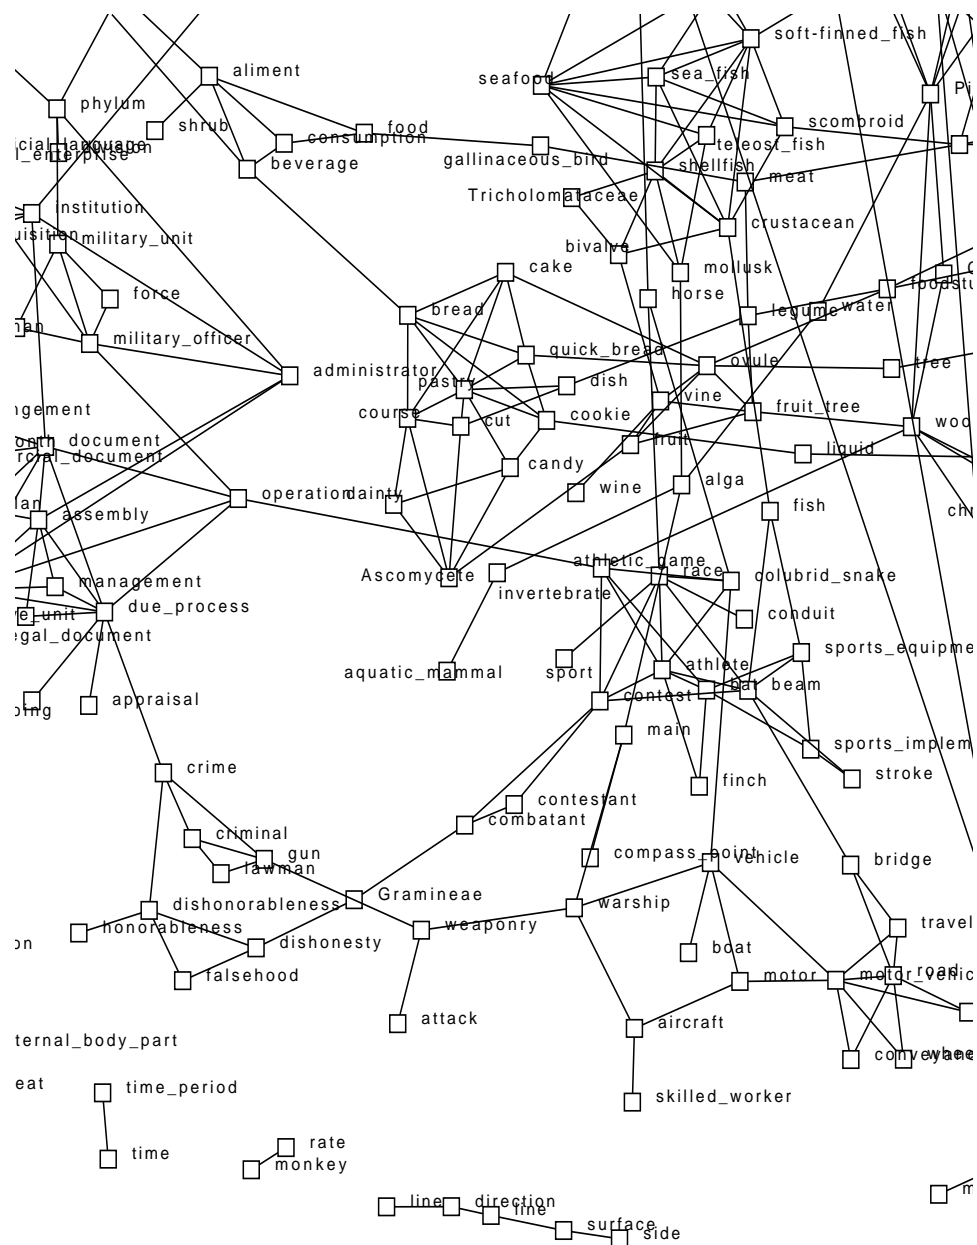 soft-finned_fish
aliment
seafood
sea_fish
phylum
shrub
food
consumption
scombroid
teleost_fish
gallinaceous_bird
beverage
shellfish
meat
Tricholomataceae
institution
crustacean
military_unit
bivalve
cake
mollusk
force
horse
bread
legume
water
military_officer
quick_bread
ovule
tree
administrator
pastry
dish
vine
course
cut
cookie
fruit_tree
document
fruit
liquid
candy
wine
alga
operation
dainty
assembly
fish
athletic_game
Ascomycete
race
colubrid_snake
management
invertebrate
due_process
conduit
athlete
aquatic_mammal
sport
contest
bat
beam
appraisal
main
finch
stroke
crime
contestant
combatant
criminal
gun
lawman
compass_point
vehicle
bridge
Gramineae
dishonorableness
warship
honorableness
weaponry
dishonesty
boat
falsehood
motor
road
attack
aircraft
time_period
skilled_worker
rate
time
monkey
line
direction
line
surface
side